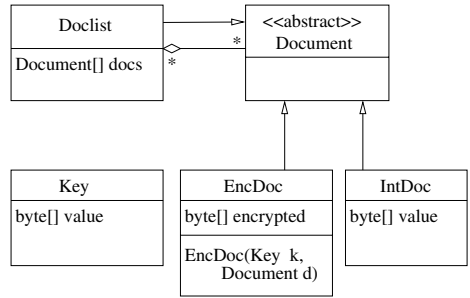 Doclist
Document[] docs
<<abstract>>
Document
*
*
Key
byte[] value
EncDoc
byte[] encrypted
EncDoc(Key k,
Document d)
IntDoc
byte[] value